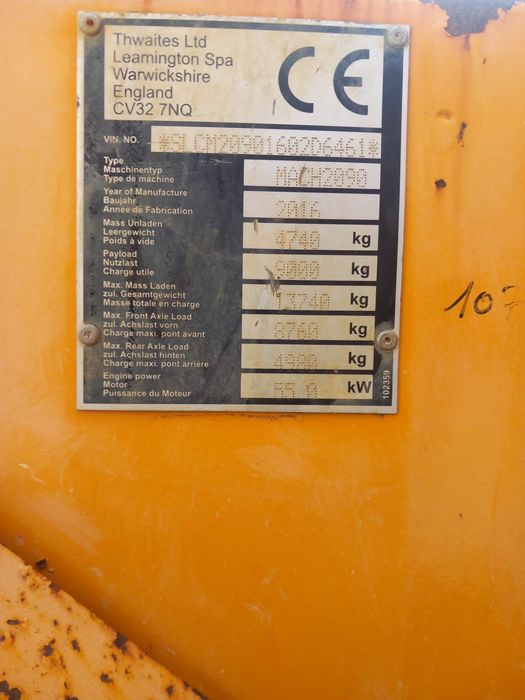 Thwaites Ltd
Leamington Spa
Warwickshire
England
CV32 7NQ
CE
VIN. NO. *SLCM20901602D6461*
Type
Maschinentyp
Type de machine
MACH2090
Year of Manufacture
Baujahr
Année de Fabrication
2016
Mass Unladen
Leergewicht
Poids à vide
4740 kg
Payload
Nutzlast
Charge utile
9000 kg
Max. Mass Laden
zul. Gesamtgewicht
Masse totale en charge
13740 kg
Max. Front Axle Load
zul. Achslast vorn
Charge maxi. pont avant
8760 kg
Max. Rear Axle Load
zul. Achslast hinten
Charge maxi. pont arrière
4980 kg
Engine power
Motor
Puissance du Moteur
55.0 kW
102359